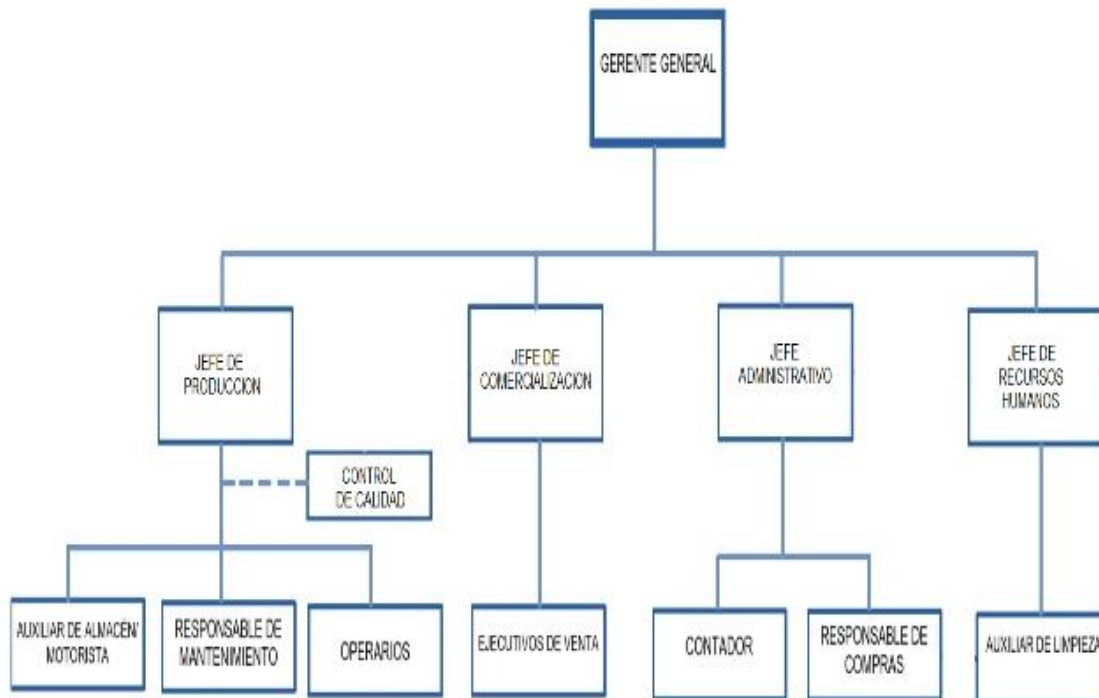 GERENTE GENERAL
JEFE DE
PRODUCCION
JEFE DE
COMERCIALIZACION
JEFE
ADMINISTRATIVO
JEFE DE
RECURSOS
HUMANOS
CONTROL
DE CALIDAD
AUXILIAR DE ALMACÉN/
MOTORISTA
RESPONSABLE DE
MANTENIMIENTO
OPERARIOS
EJECUTIVOS DE VENTA
CONTADOR
RESPONSABLE DE
COMPRAS
AUXILIAR DE LIMPIEZA